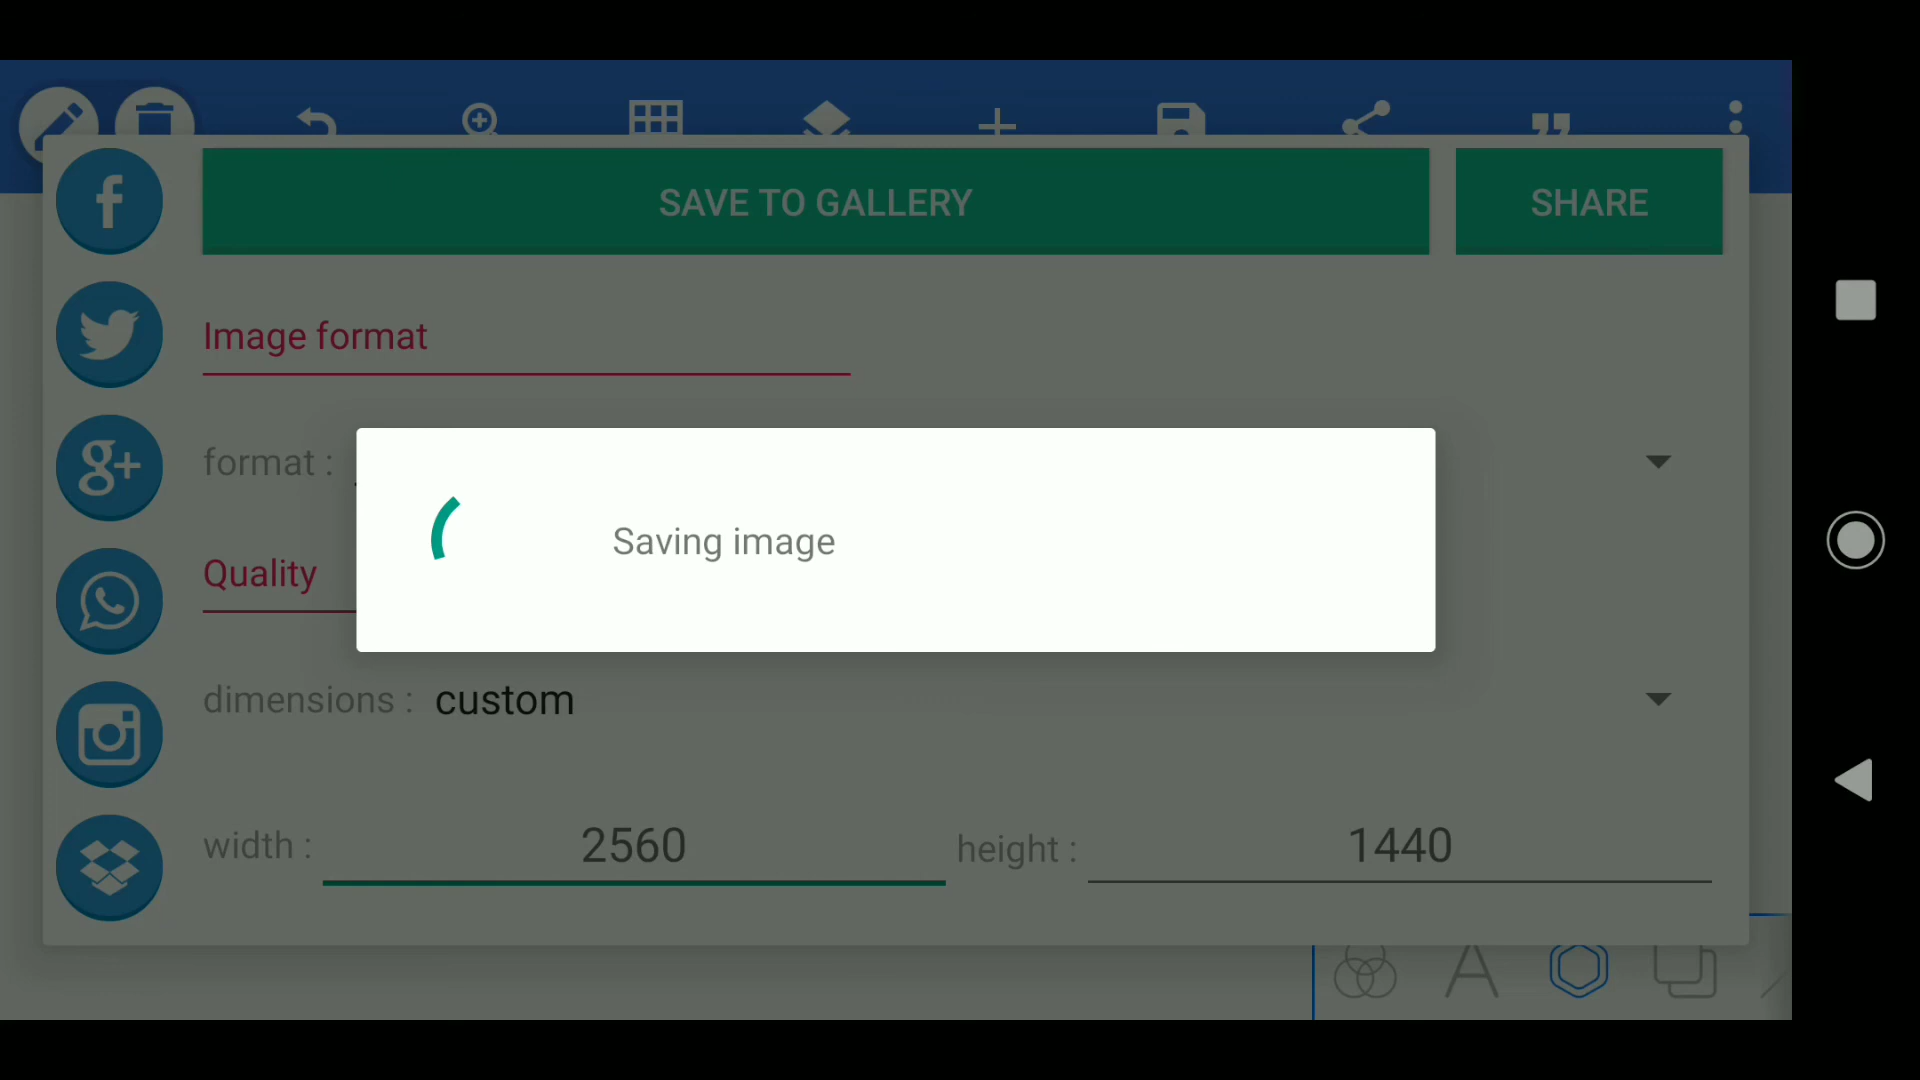 SAVE TO GALLERY
SHARE
Image format
format :
Saving image
Quality
dimensions : custom
width : 2560 height : 1440